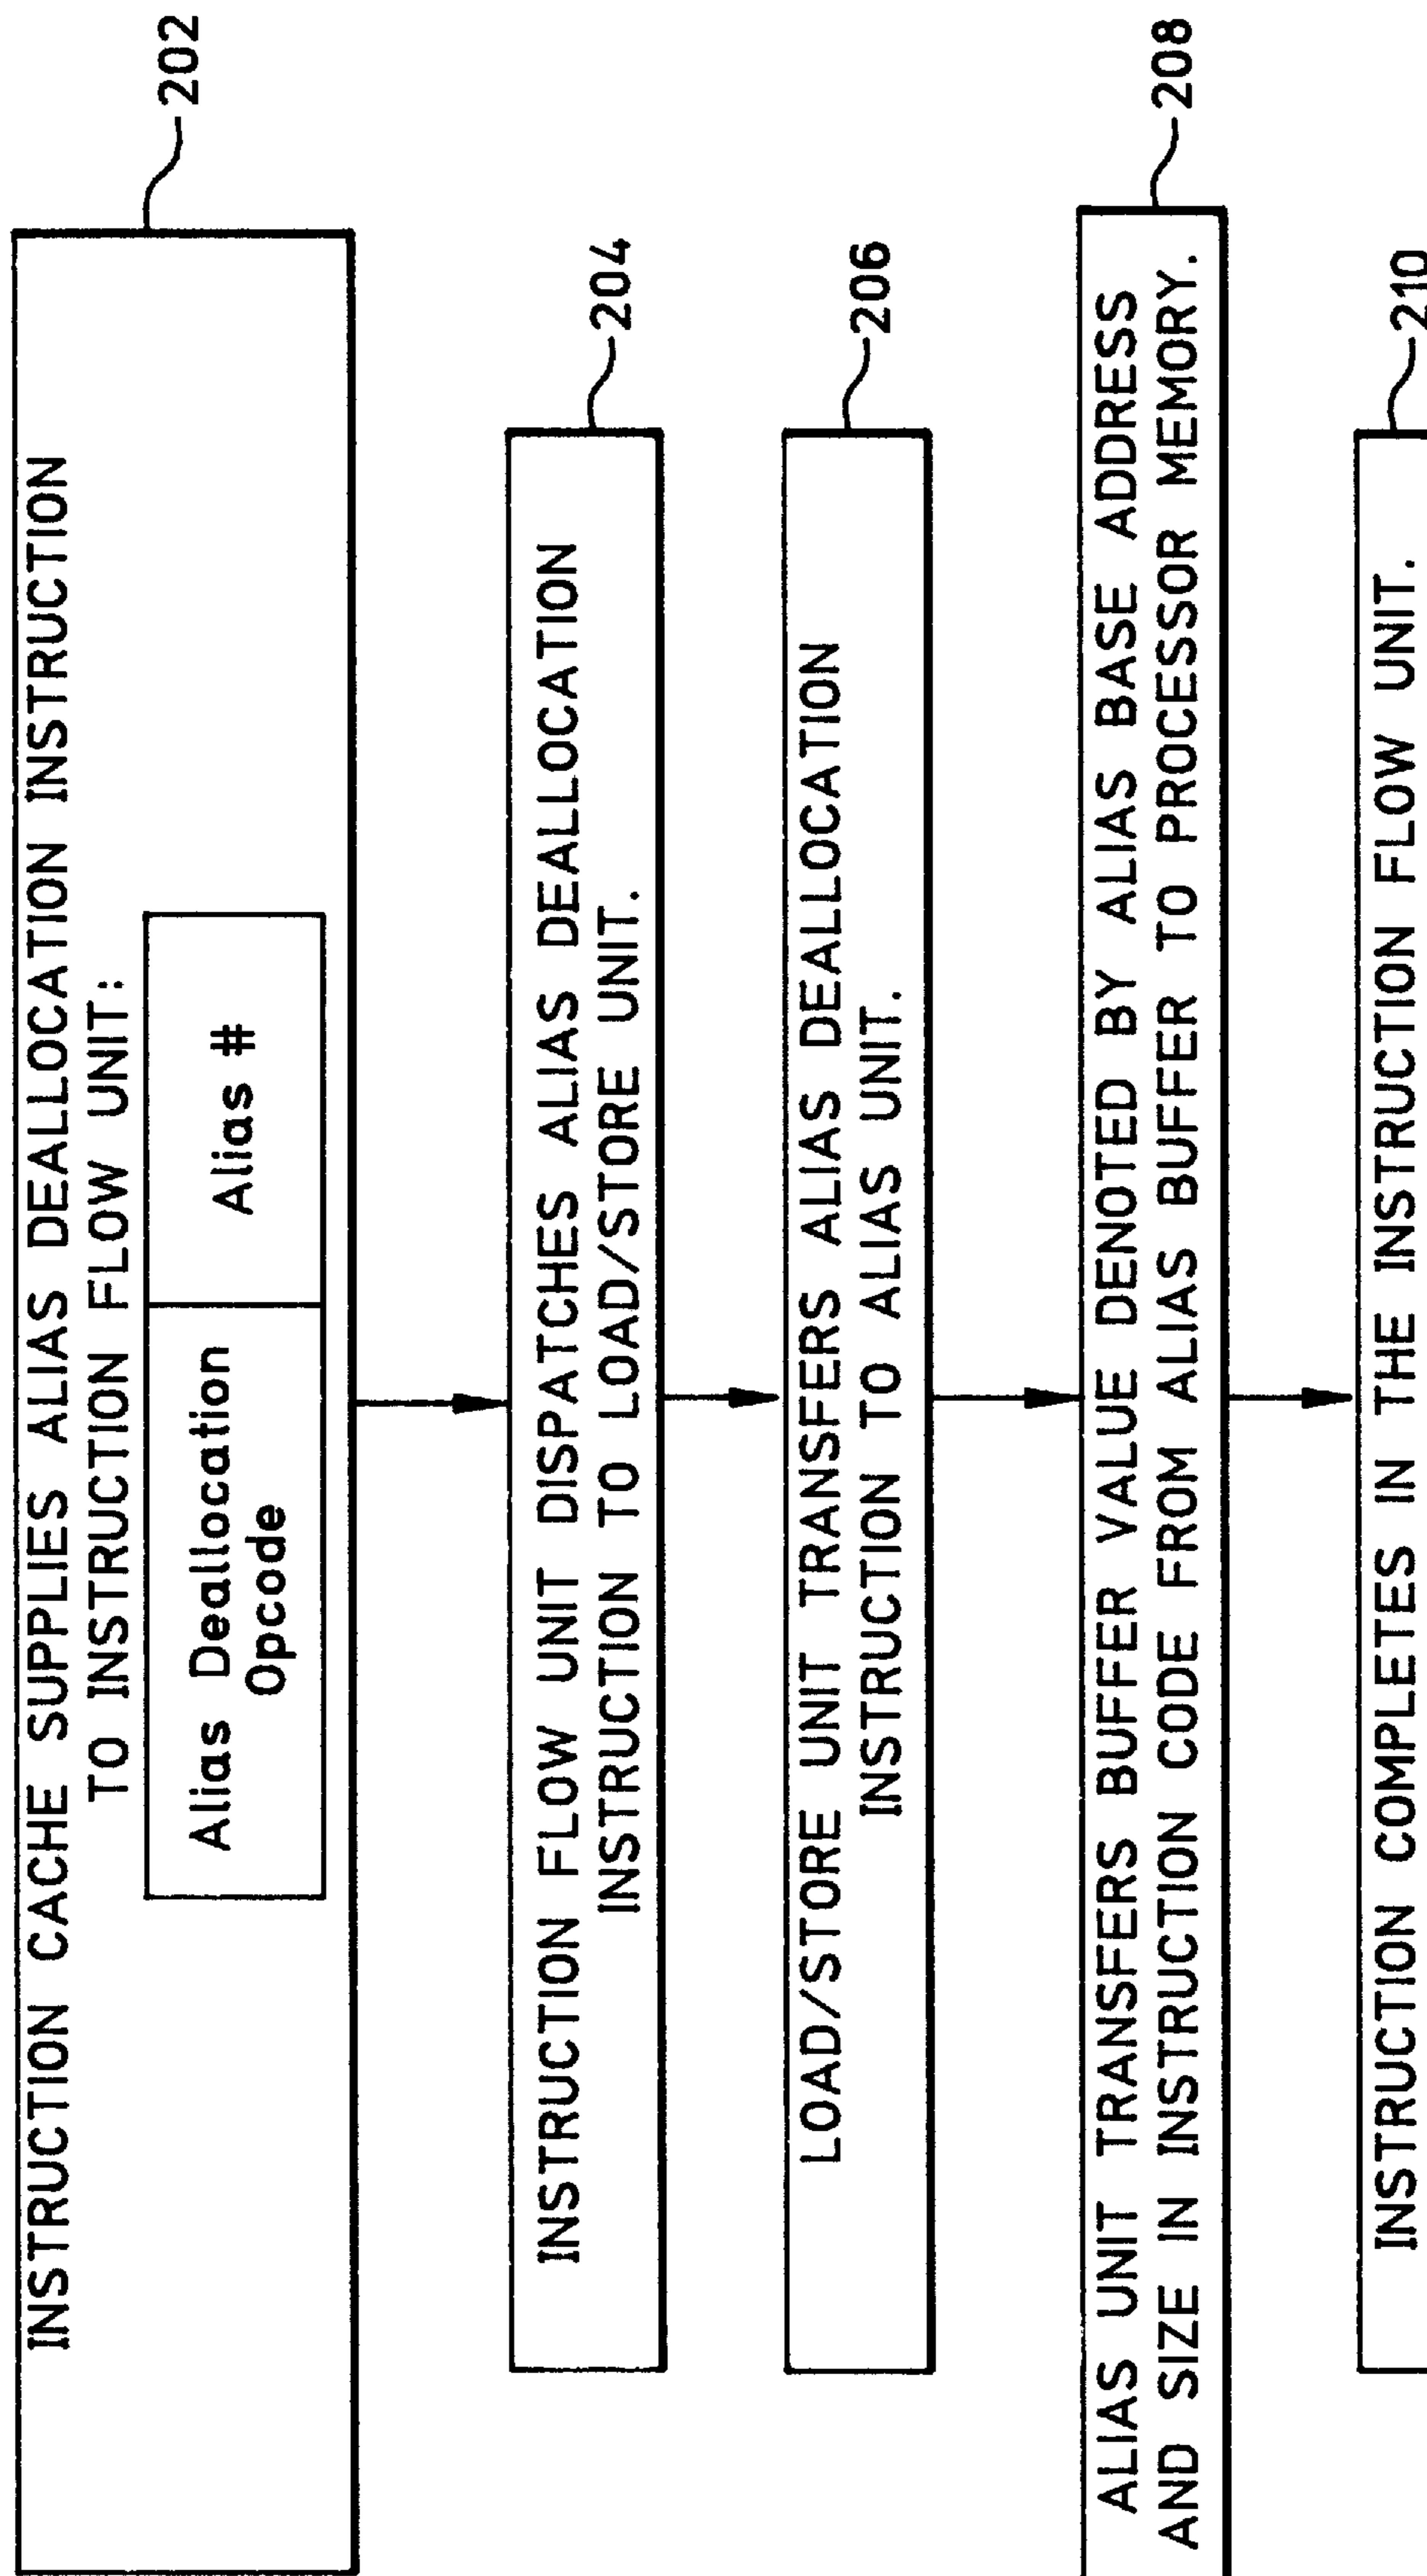 INSTRUCTION CACHE SUPPLIES ALIAS DEALLOCATION INSTRUCTION
TO INSTRUCTION FLOW UNIT:
Alias Deallocation
Opcode
Alias #
202
INSTRUCTION FLOW UNIT DISPATCHES ALIAS DEALLOCATION
INSTRUCTION TO LOAD/STORE UNIT.
204
LOAD/STORE UNIT TRANSFERS ALIAS DEALLOCATION
INSTRUCTION TO ALIAS UNIT.
206
ALIAS UNIT TRANSFERS BUFFER VALUE DENOTED BY ALIAS BASE ADDRESS
AND SIZE IN INSTRUCTION CODE FROM ALIAS BUFFER TO PROCESSOR MEMORY.
208
INSTRUCTION COMPLETES IN THE INSTRUCTION FLOW UNIT.
210